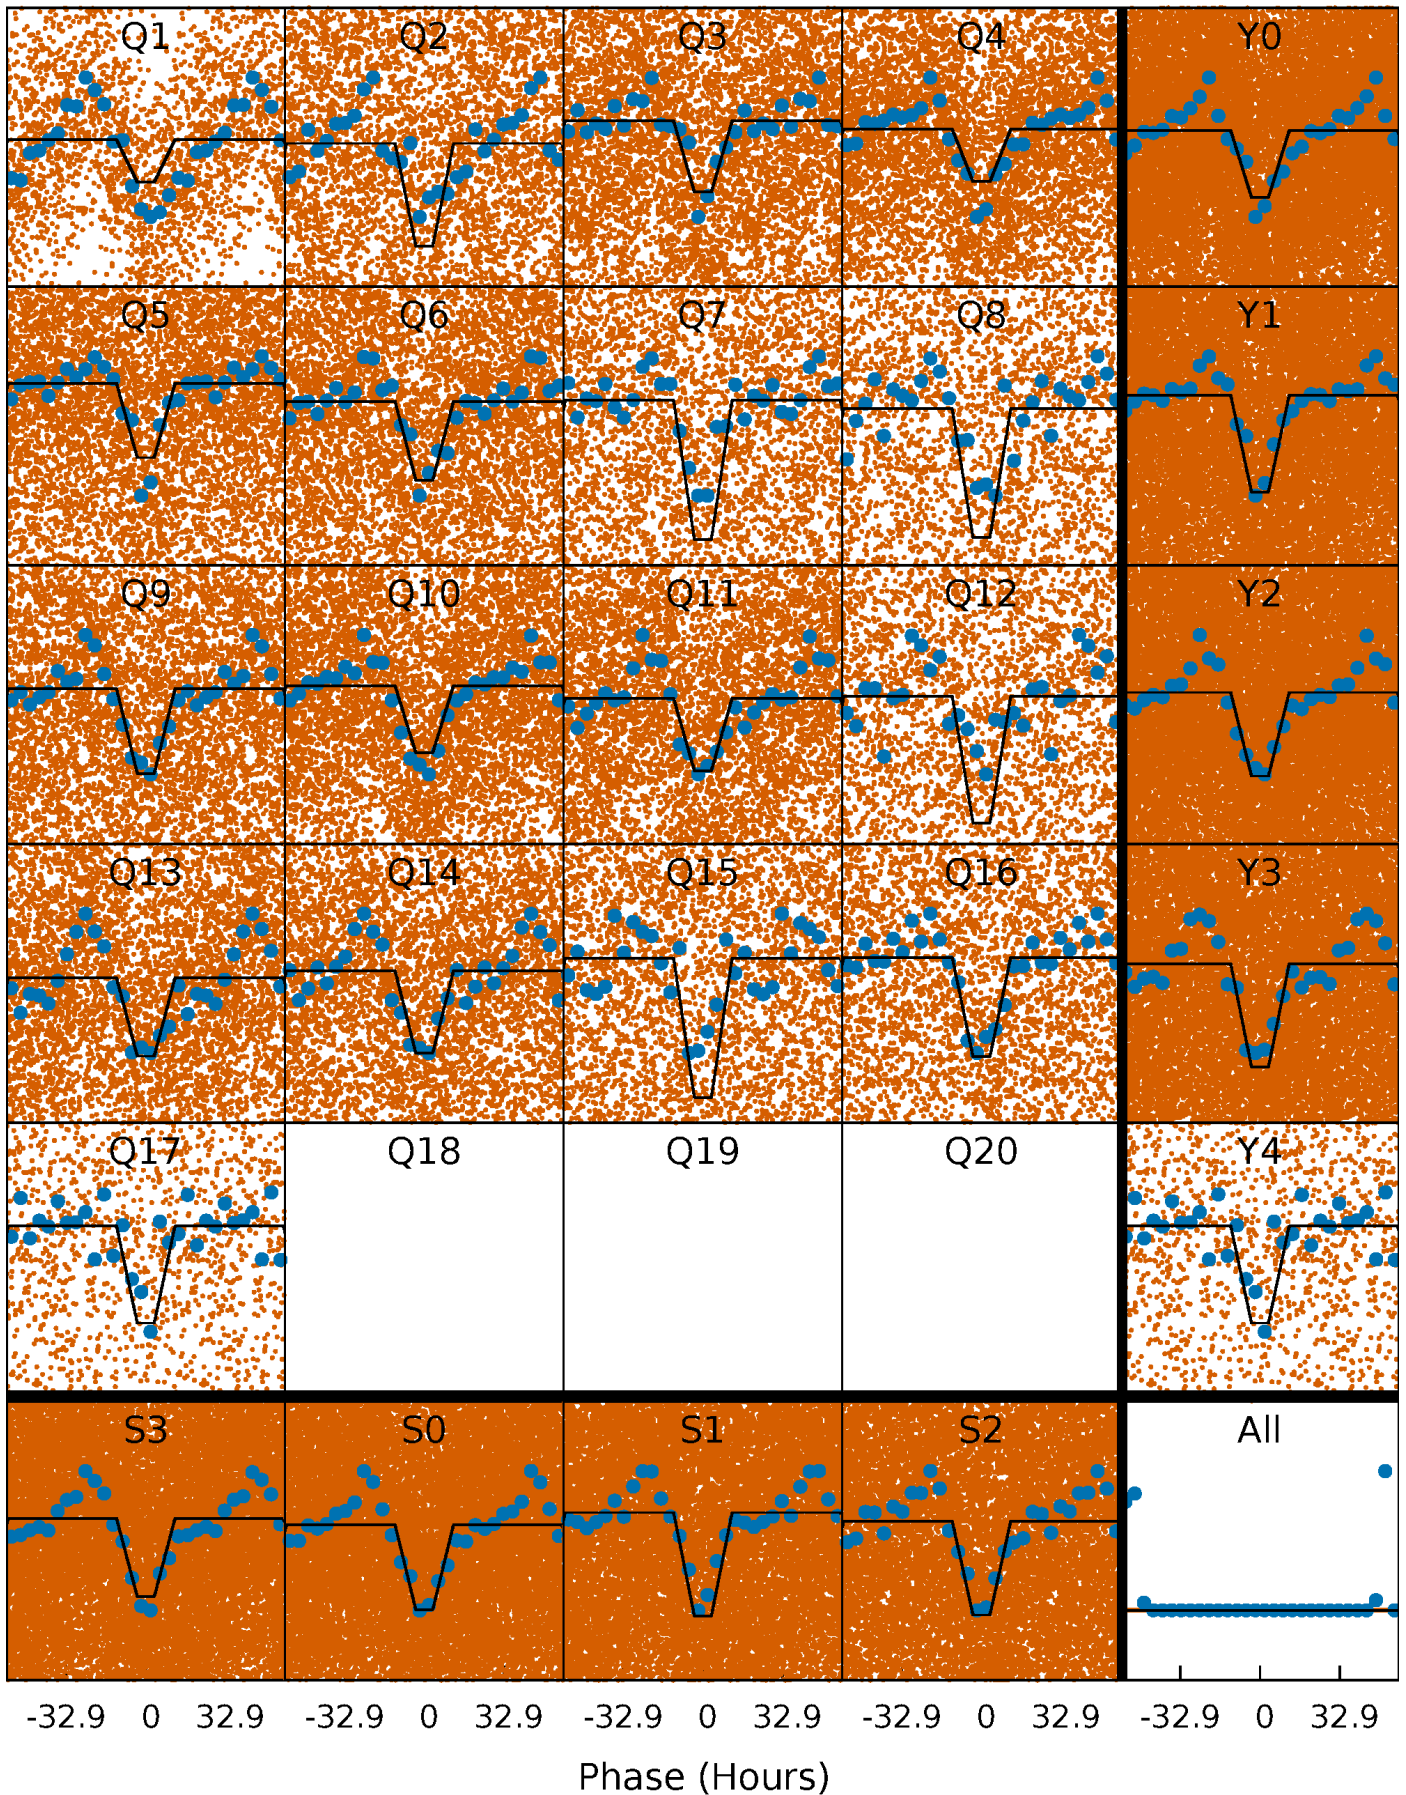 Q1 Q2 Q3 Q4 Y0
Q5 Q6 Q7 Q8 Y1
Q9 Q10 Q11 Q12 Y2
Q13 Q14 Q15 Q16 Y3
Q17 Q18 Q19 Q20 Y4
S3 S0 S1 S2 All
-32.9 0 32.9 -32.9 0 32.9 -32.9 0 32.9 -32.9 0 32.9 -32.9 0 32.9
Phase (Hours)